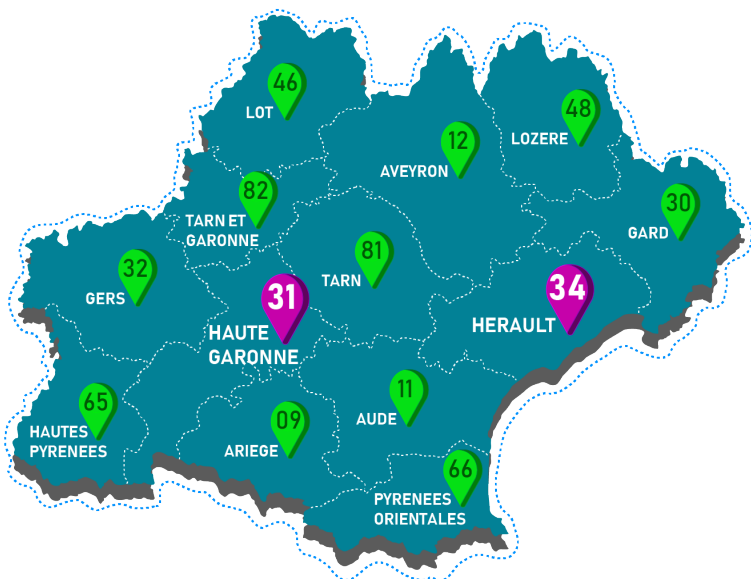 46
LOT
48
LOZERE
12
AVEYRON
82
TARN ET
GARONNE
30
GARD
32
GERS
81
TARN
31
HAUTE
GARONNE
34
HERAULT
65
HAUTES
PYRENEES
09
ARIEGE
11
AUDE
66
PYRENEES
ORIENTALES